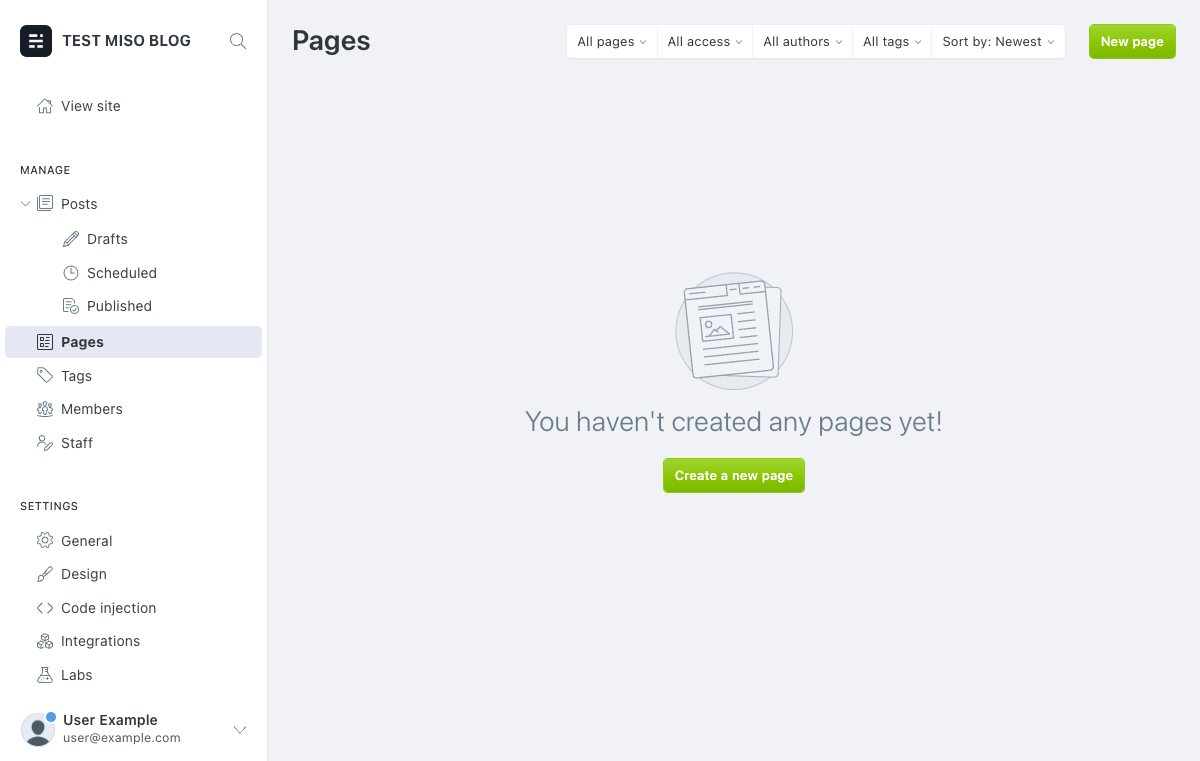 TEST MISO BLOG
View site
MANAGE
Posts
Drafts
Scheduled
Published
Pages
Tags
Members
Staff
SETTINGS
General
Design
Code injection
Integrations
Labs
User Example
user@example.com
Pages
All pages
All access
All authors
All tags
Sort by: Newest
New page
You haven't created any pages yet!
Create a new page